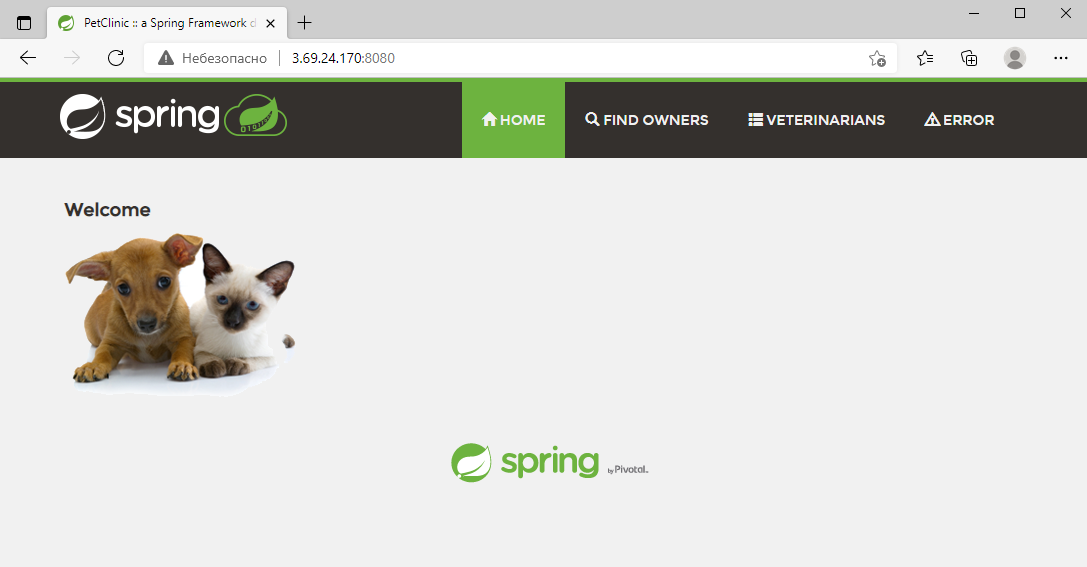 PetClinic :: a Spring Framework d
Небезопасно 3.69.24.170:8080
spring
HOME FIND OWNERS VETERINARIANS ERROR
Welcome
spring by Pivotal.